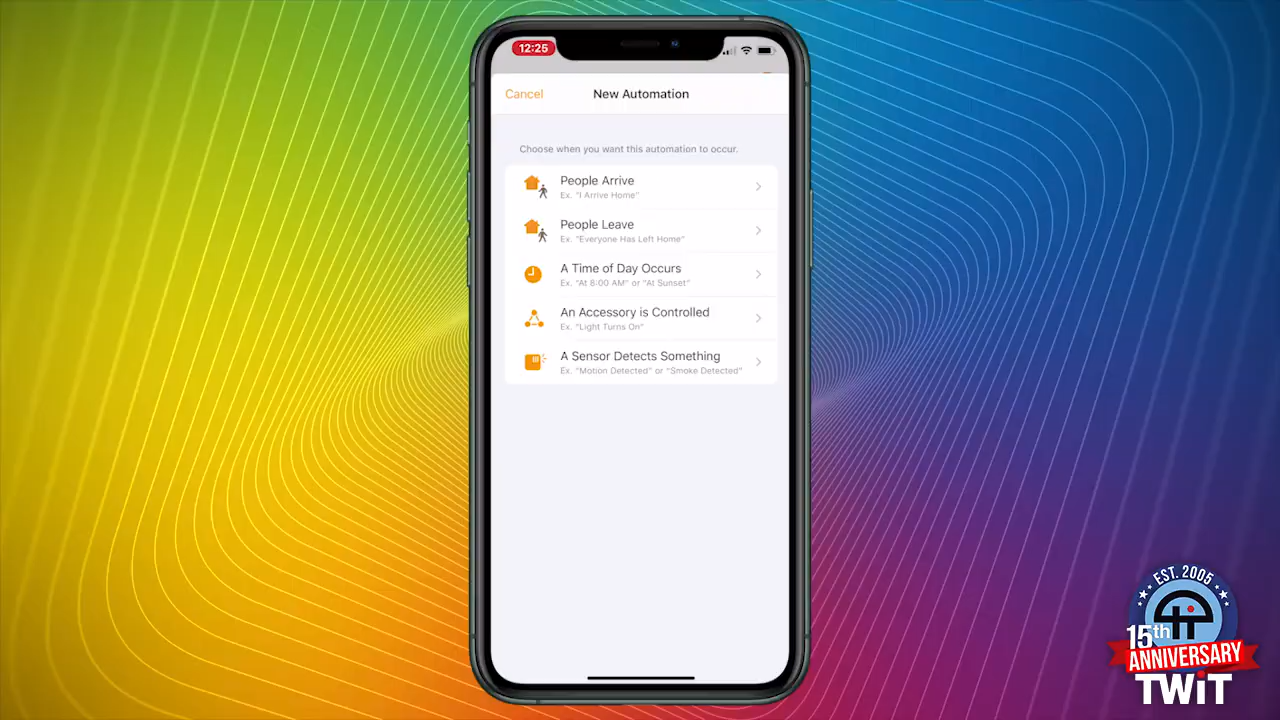 12:25
Cancel
New Automation
Choose when you want this automation to occur.
People Arrive
Ex. "I Arrive Home"
People Leave
Ex. "Everyone Has Left Home"
A Time of Day Occurs
Ex. "At 8:00 AM" or "At Sunset"
An Accessory is Controlled
Ex. "Light Turns On"
A Sensor Detects Something
Ex. "Motion Detected" or "Smoke Detected"
EST. 2005
15th
ANNIVERSARY
TWiT